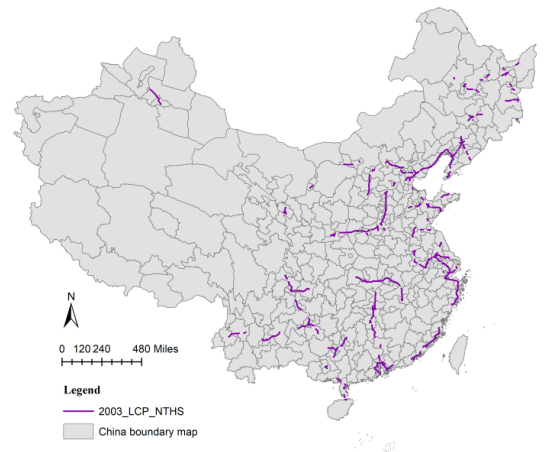 N
0 120 240 480 Miles
Legend
2003_LCP_NTHS
China boundary map